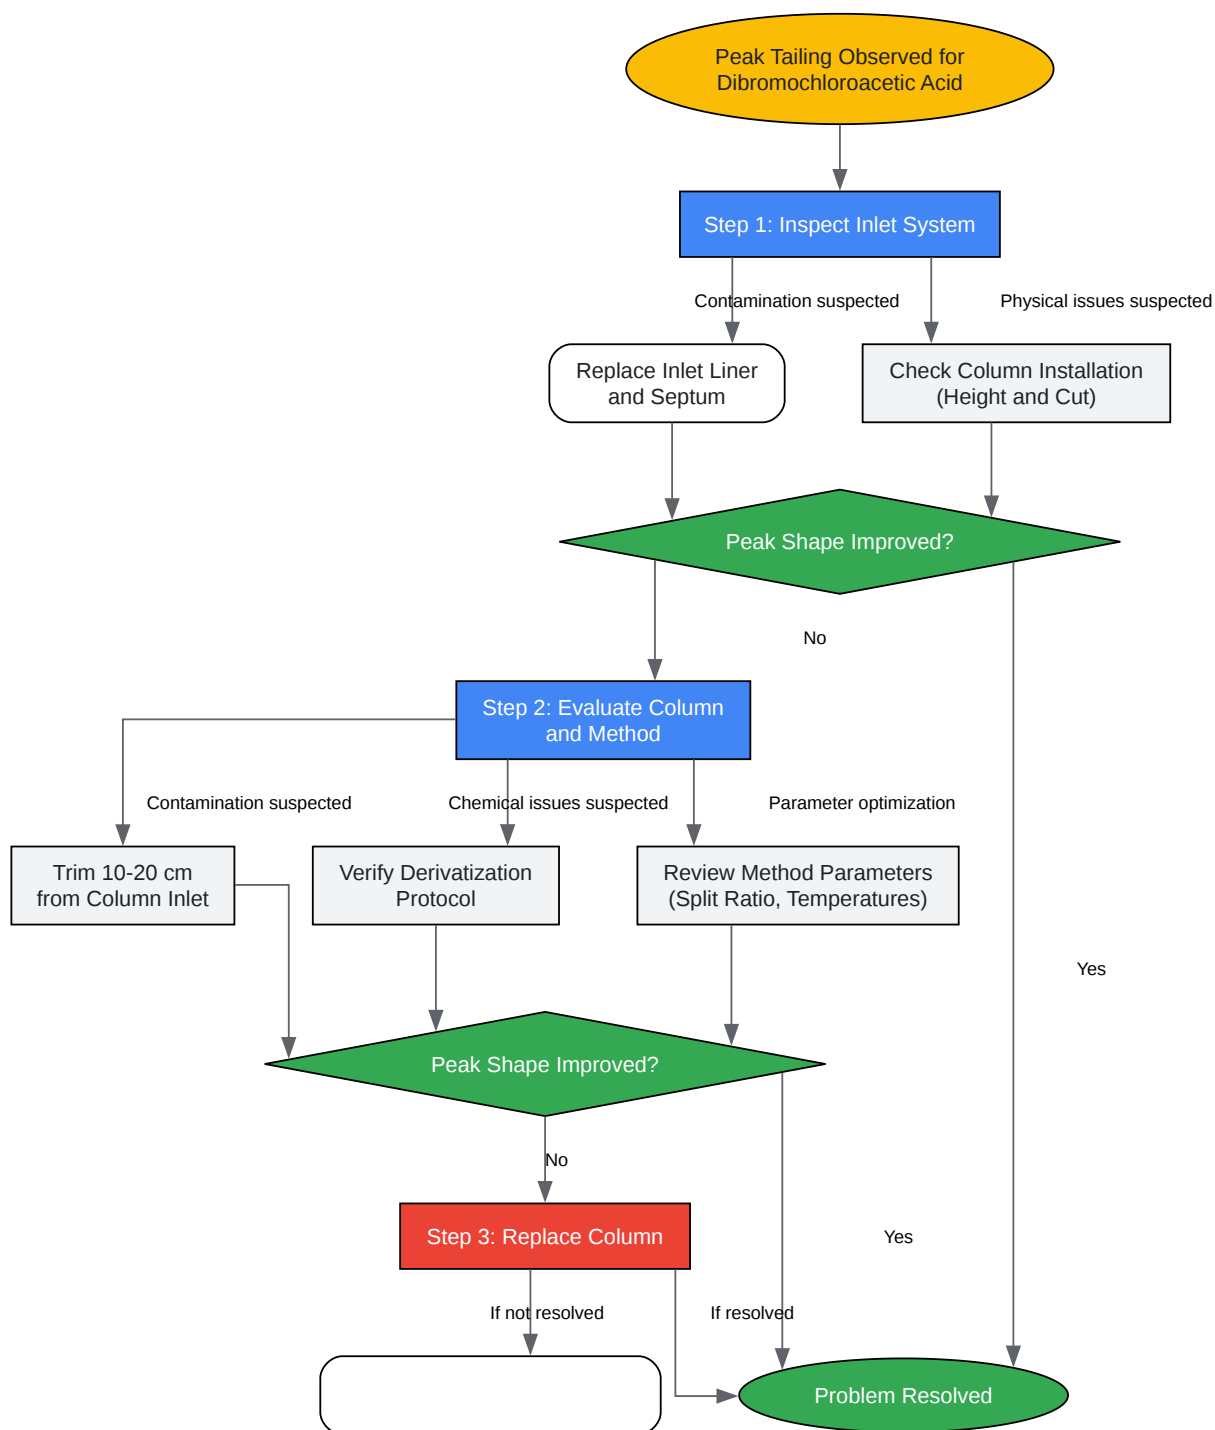 Peak Tailing Observed for
Dibromochloroacetic Acid
Step 1: Inspect Inlet System
Contamination suspected
Physical issues suspected
Replace Inlet Liner
and Septum
Check Column Installation
(Height and Cut)
Peak Shape Improved?
No
Step 2: Evaluate Column
and Method
Contamination suspected
Chemical issues suspected
Parameter optimization
Trim 10-20 cm
from Column Inlet
Verify Derivatization
Protocol
Review Method Parameters
(Split Ratio, Temperatures)
Yes
Peak Shape Improved?
No
Step 3: Replace Column
Yes
If not resolved
If resolved
Problem Resolved